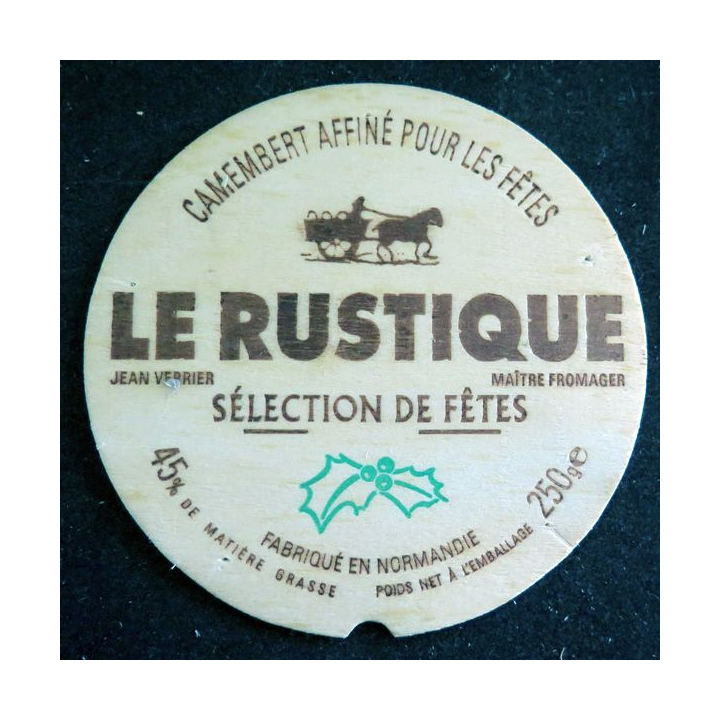 CAMEMBERT AFFINÉ POUR LES FÊTES
LE RUSTIQUE
JEAN VERRIER
MAÎTRE FROMAGER
SÉLECTION DE FÊTES
45% DE MATIÈRE GRASSE
FABRIQUÉ EN NORMANDIE
POIDS NET À L'EMBALLAGE 250g℮